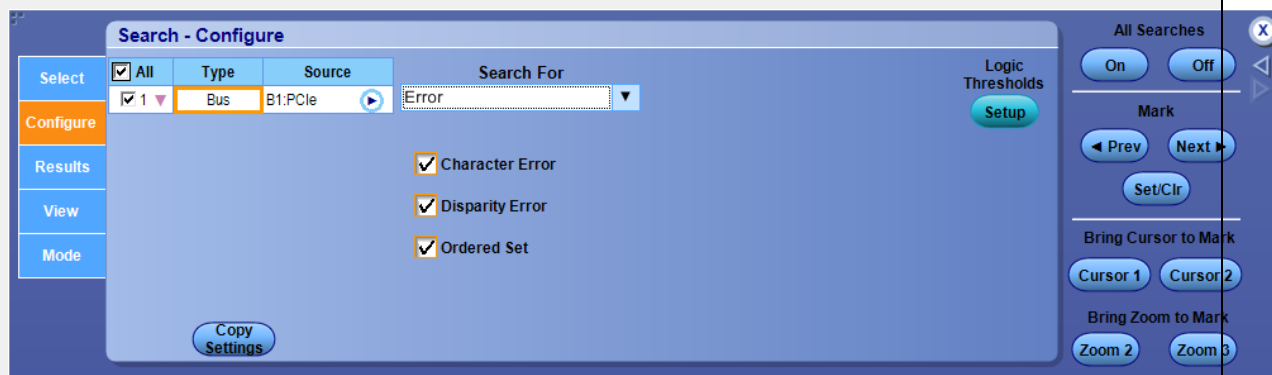 Search - Configure
Select
Configure
Results
View
Mode
All Type Source
1 Bus B1:PCIe
Search For
Error
Character Error
Disparity Error
Ordered Set
Copy
Settings
Logic
Thresholds
Setup
All Searches
X
On Off
Mark
◄ Prev Next ►
Set/Clr
Bring Cursor to Mark
Cursor 1 Cursor 2
Bring Zoom to Mark
Zoom 2 Zoom 3